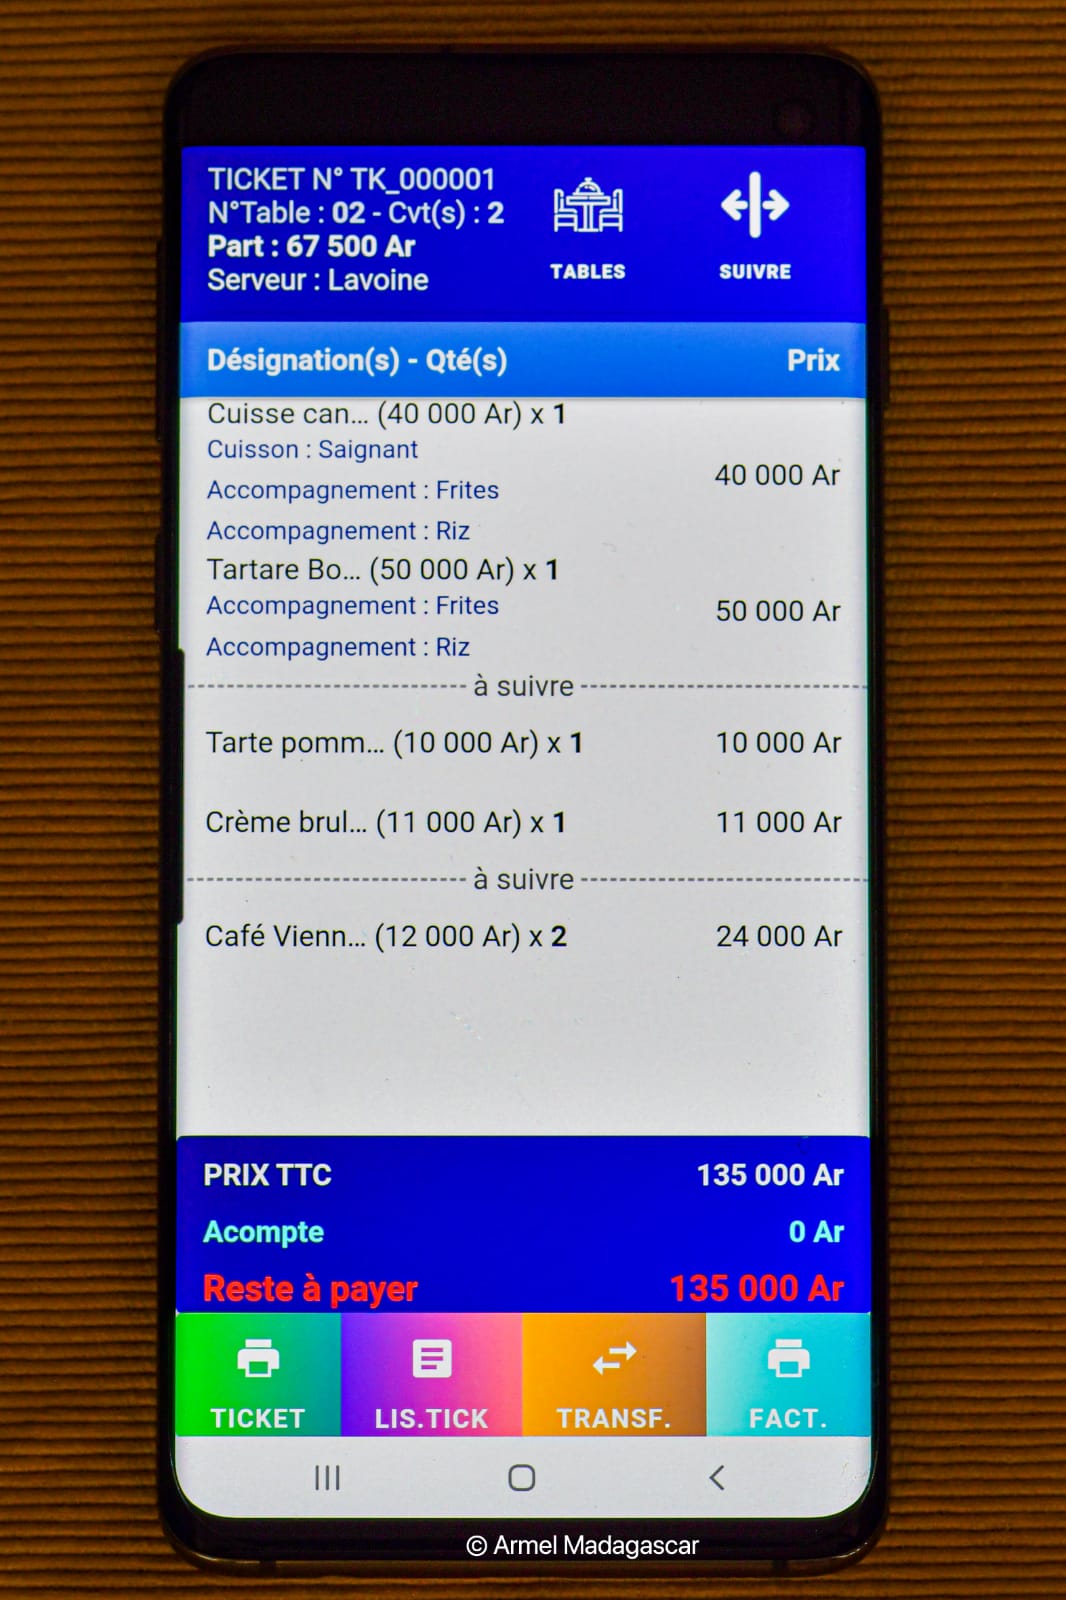 TICKET N° TK_000001
N°Table : 02 - Cvt(s) : 2
Part : 67 500 Ar
Serveur : Lavoine
TABLES
SUIVRE
Désignation(s) - Qté(s) Prix
Cuisse can... (40 000 Ar) x 1
Cuisson : Saignant
40 000 Ar
Accompagnement : Frites
Accompagnement : Riz
Tartare Bo... (50 000 Ar) x 1
Accompagnement : Frites
50 000 Ar
Accompagnement : Riz
à suivre
Tarte pomm... (10 000 Ar) x 1 10 000 Ar
Crème brul... (11 000 Ar) x 1 11 000 Ar
à suivre
Café Vienn... (12 000 Ar) x 2 24 000 Ar
PRIX TTC 135 000 Ar
Acompte 0 Ar
Reste à payer 135 000 Ar
TICKET LIS.TICK TRANSF. FACT.
© Armel Madagascar